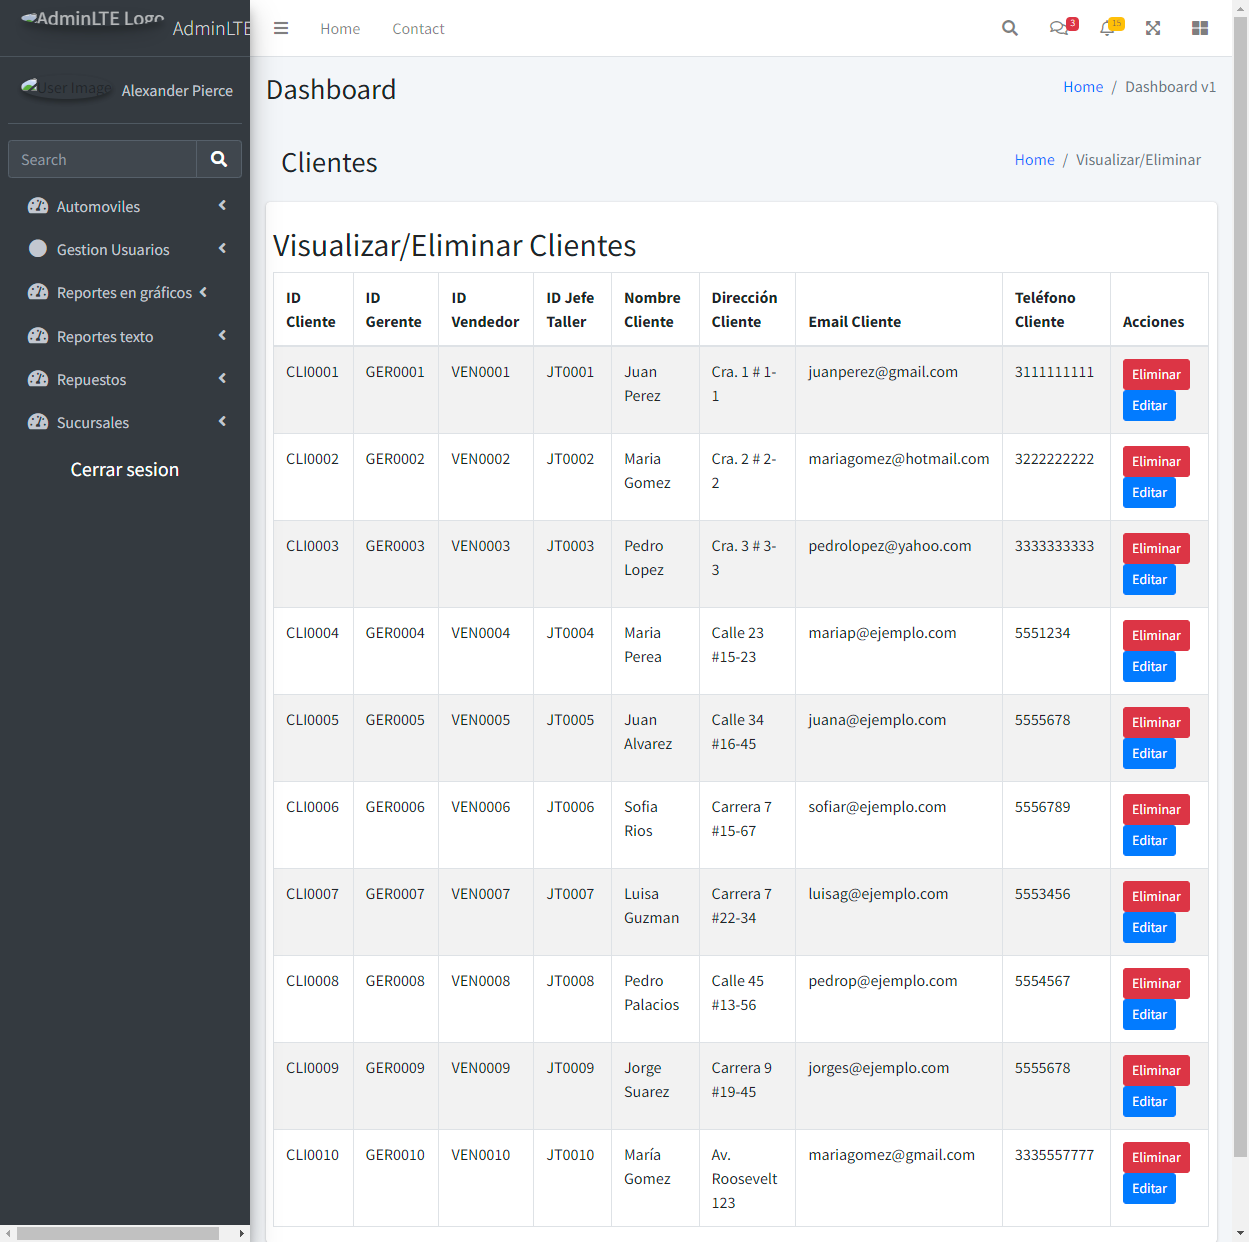 AdminLTE Logo
AdminLTE
Home
Contact
3
15
User Image
Alexander Pierce
Search
Automoviles
Gestion Usuarios
Reportes en gráficos
Reportes texto
Repuestos
Sucursales
Cerrar sesion
Dashboard
Home / Dashboard v1
Clientes
Home / Visualizar/Eliminar
Visualizar/Eliminar Clientes
ID Cliente
ID Gerente
ID Vendedor
ID Jefe Taller
Nombre Cliente
Dirección Cliente
Email Cliente
Teléfono Cliente
Acciones
CLI0001 GER0001 VEN0001 JT0001 Juan Perez Cra. 1 # 1-1 juanperez@gmail.com 3111111111 Eliminar Editar
CLI0002 GER0002 VEN0002 JT0002 Maria Gomez Cra. 2 # 2-2 mariagomez@hotmail.com 3222222222 Eliminar Editar
CLI0003 GER0003 VEN0003 JT0003 Pedro Lopez Cra. 3 # 3-3 pedrolopez@yahoo.com 3333333333 Eliminar Editar
CLI0004 GER0004 VEN0004 JT0004 Maria Perea Calle 23 #15-23 mariap@ejemplo.com 5551234 Eliminar Editar
CLI0005 GER0005 VEN0005 JT0005 Juan Alvarez Calle 34 #16-45 juana@ejemplo.com 5555678 Eliminar Editar
CLI0006 GER0006 VEN0006 JT0006 Sofia Rios Carrera 7 #15-67 sofiar@ejemplo.com 5556789 Eliminar Editar
CLI0007 GER0007 VEN0007 JT0007 Luisa Guzman Carrera 7 #22-34 luisag@ejemplo.com 5553456 Eliminar Editar
CLI0008 GER0008 VEN0008 JT0008 Pedro Palacios Calle 45 #13-56 pedrop@ejemplo.com 5554567 Eliminar Editar
CLI0009 GER0009 VEN0009 JT0009 Jorge Suarez Carrera 9 #19-45 jorges@ejemplo.com 5555678 Eliminar Editar
CLI0010 GER0010 VEN0010 JT0010 María Gomez Av. Roosevelt 123 mariagomez@gmail.com 3335557777 Eliminar Editar